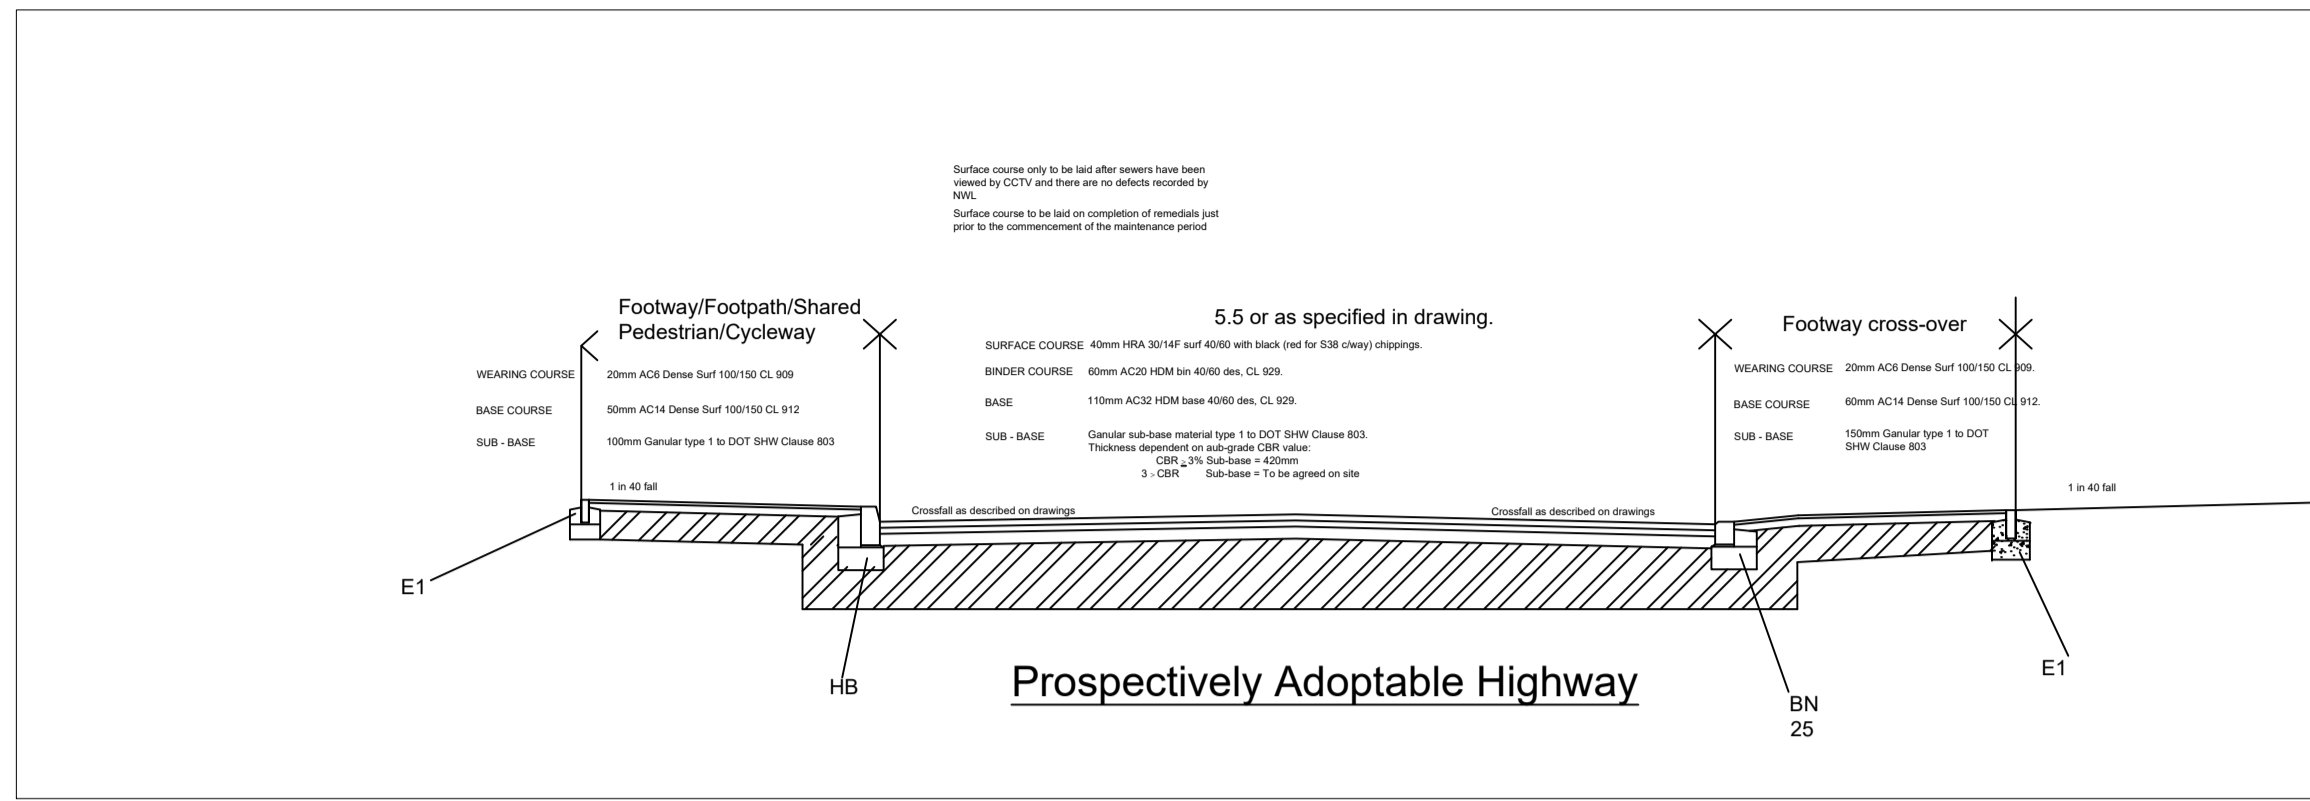 Surface course only to be laid after sewers have been
viewed by CCTV and there are no defects recorded by
NWL
Surface course to be laid on completion of remedials just
prior to the commencement of the maintenance period
Footway/Footpath/Shared
Pedestrian/Cycleway
WEARING COURSE 20mm AC6 Dense Surf 100/150 CL 909
BASE COURSE 50mm AC14 Dense Surf 100/150 CL 912
SUB - BASE 100mm Ganular type 1 to DOT SHW Clause 803
1 in 40 fall
5.5 or as specified in drawing.
SURFACE COURSE 40mm HRA 30/14F surf 40/60 with black (red for S38 c/way) chippings.
BINDER COURSE 60mm AC20 HDM bin 40/60 des, CL 929.
BASE 110mm AC32 HDM base 40/60 des, CL 929.
SUB - BASE Ganular sub-base material type 1 to DOT SHW Clause 803.
Thickness dependent on aub-grade CBR value:
CBR ≥ 3% Sub-base = 420mm
3 > CBR Sub-base = To be agreed on site
Crossfall as described on drawings
Crossfall as described on drawings
Footway cross-over
WEARING COURSE 20mm AC6 Dense Surf 100/150 CL 909.
BASE COURSE 60mm AC14 Dense Surf 100/150 CL 912.
SUB - BASE 150mm Ganular type 1 to DOT
SHW Clause 803
1 in 40 fall
E1
HB
Prospectively Adoptable Highway
BN
25
E1